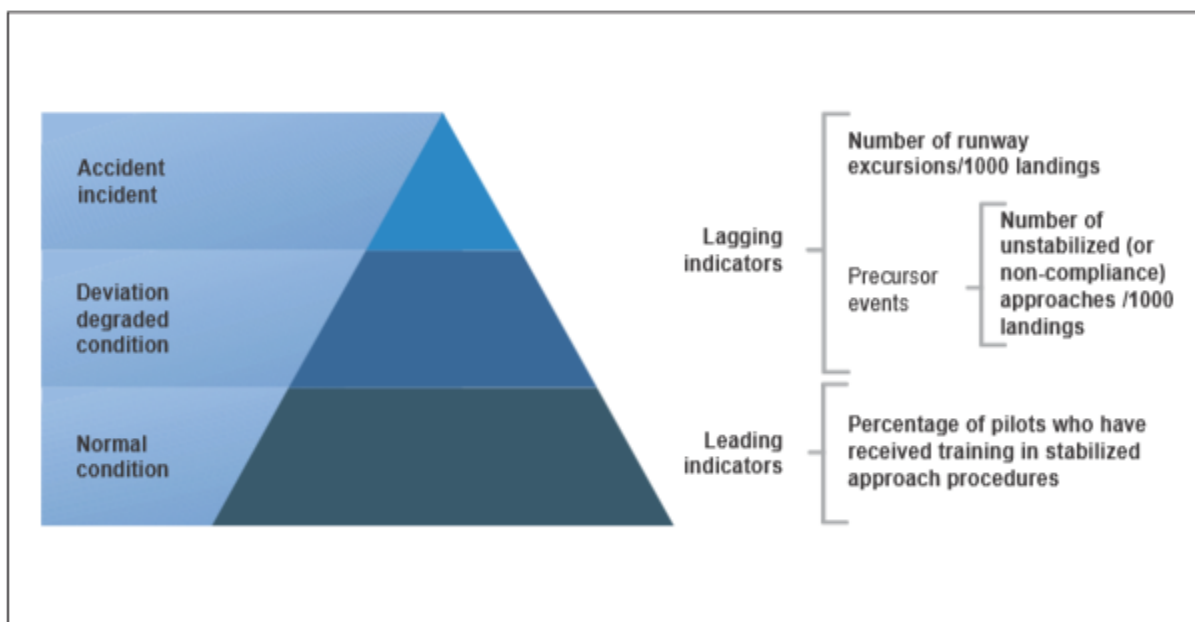 Accident
incident
Deviation
degraded
condition
Normal
condition
Lagging
indicators
Number of runway
excursions/1000 landings
Precursor
events
Number of
unstabilized (or
non-compliance)
approaches /1000
landings
Leading
indicators
Percentage of pilots who have
received training in stabilized
approach procedures